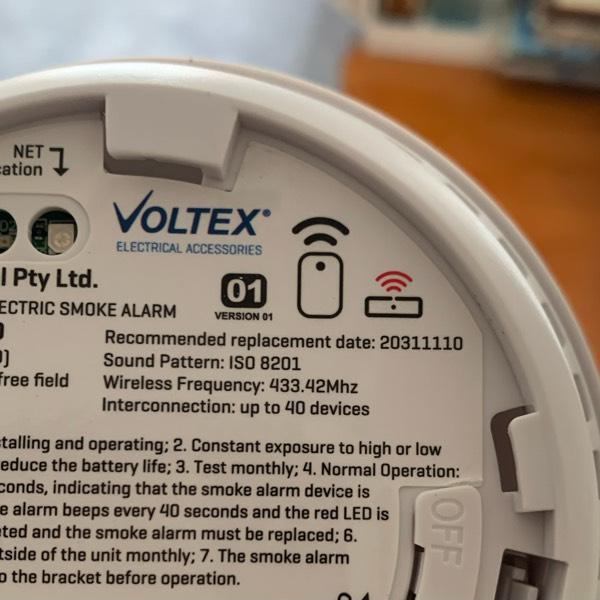 NET
cation
VOLTEX®
ELECTRICAL ACCESSORIES
l Pty Ltd.
ECTRIC SMOKE ALARM
01
VERSION 01
Recommended replacement date: 20311110
Sound Pattern: ISO 8201
free field
Wireless Frequency: 433.42Mhz
Interconnection: up to 40 devices
stalling and operating; 2. Constant exposure to high or low
educe the battery life; 3. Test monthly; 4. Normal Operation:
conds, indicating that the smoke alarm device is
e alarm beeps every 40 seconds and the red LED is
eted and the smoke alarm must be replaced; 6.
tside of the unit monthly; 7. The smoke alarm
o the bracket before operation.
OFF